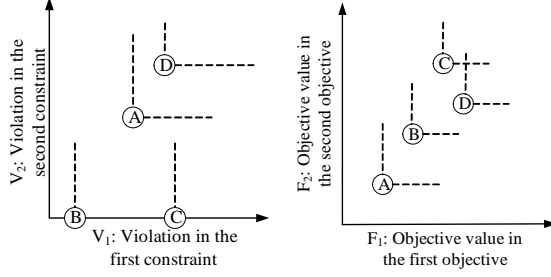 V2: Violation in the
second constraint
D
A
B
C
V1: Violation in the
first constraint
F2: Objective value in
the second objective
C
D
B
A
F1: Objective value in
the first objective